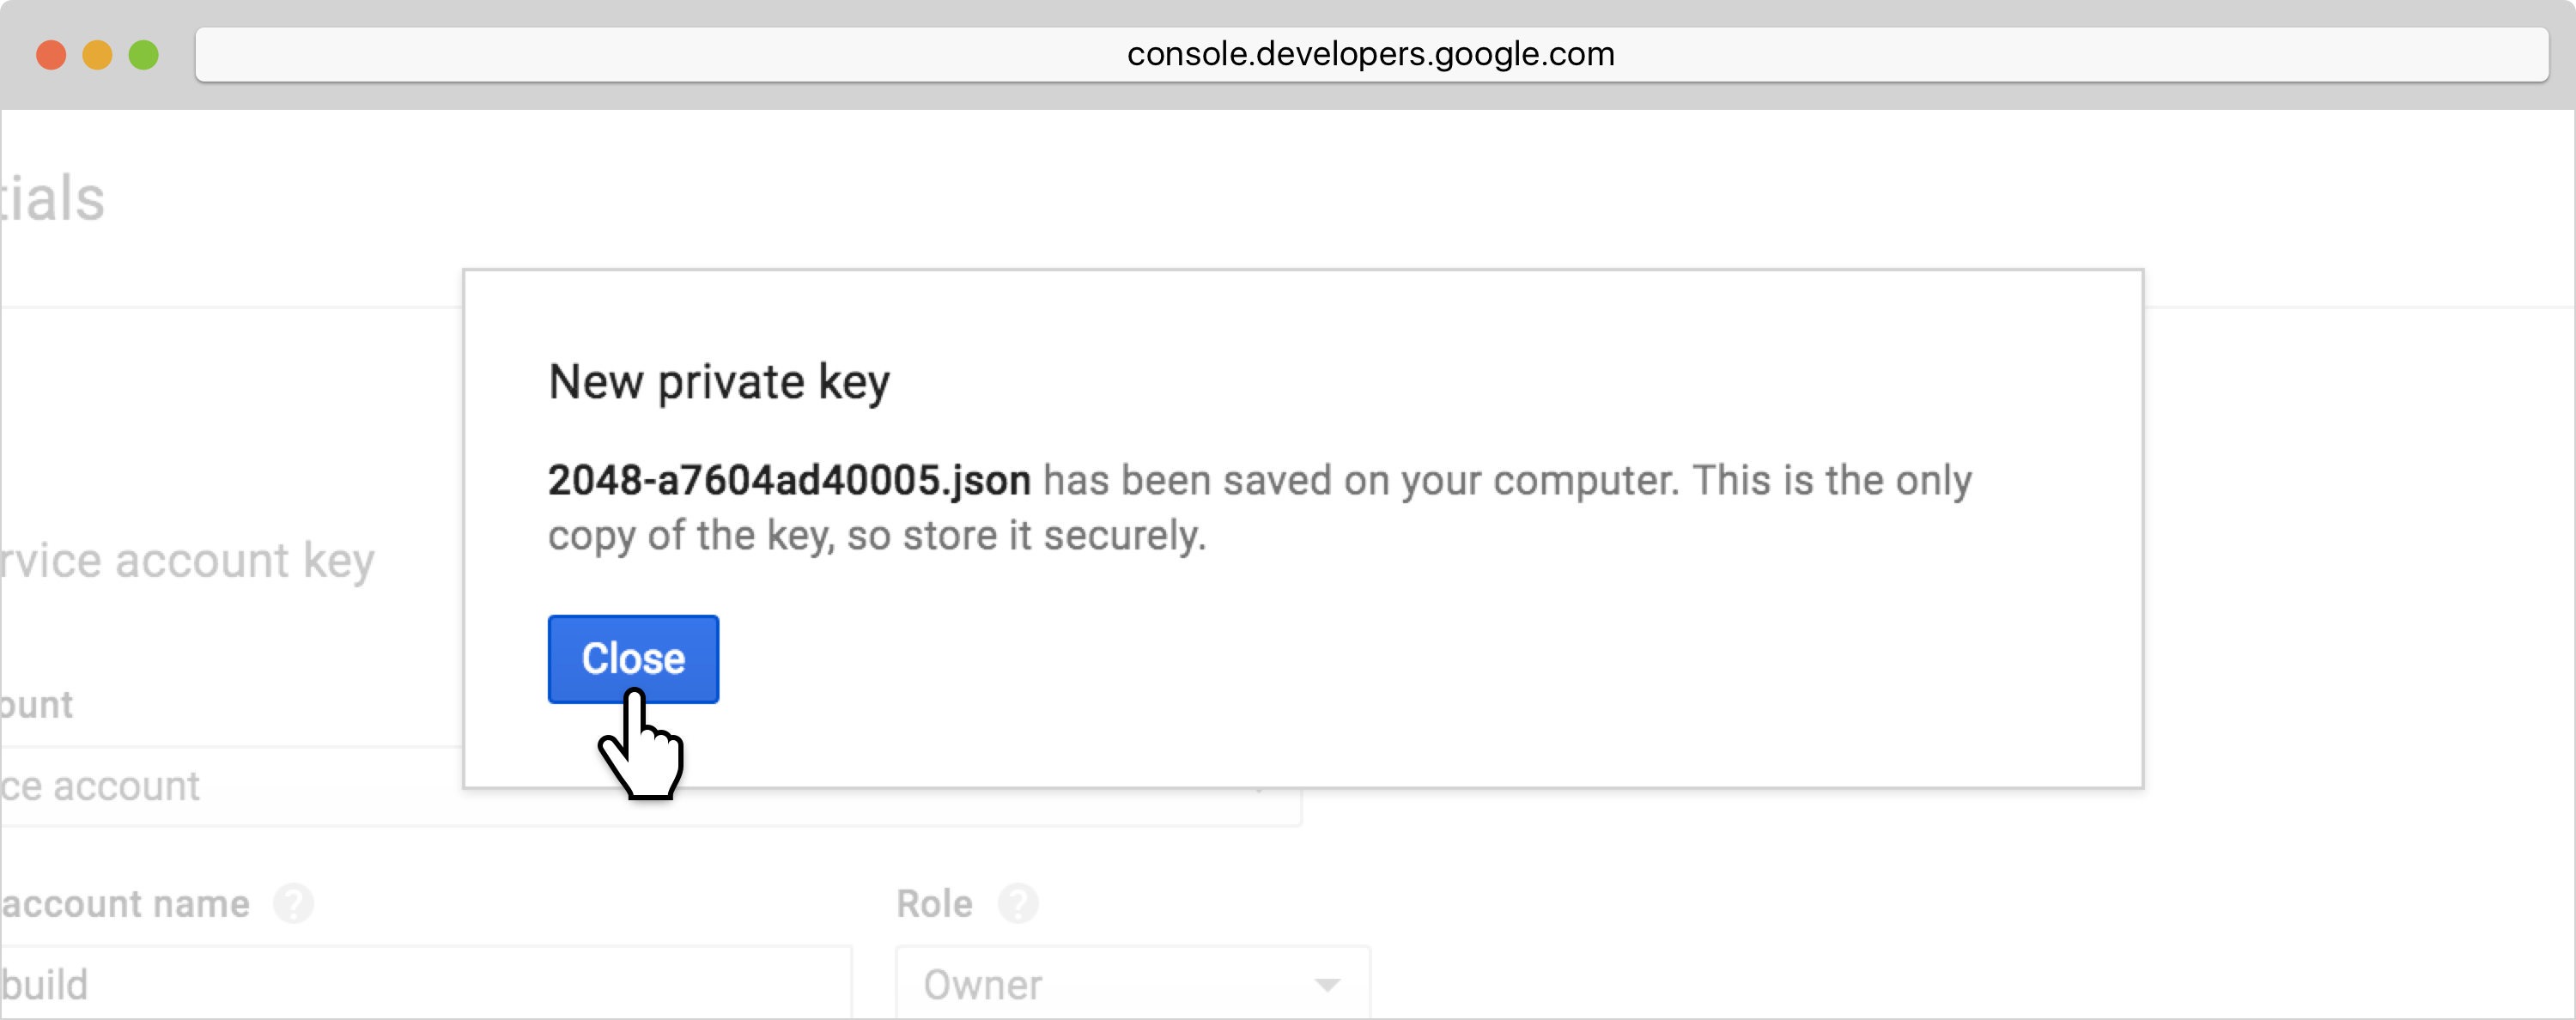 console.developers.google.com
tials
New private key
2048-a7604ad40005.json has been saved on your computer. This is the only
copy of the key, so store it securely.
rvice account key
Close
ount
ce account
account name ?
Role ?
build
Owner